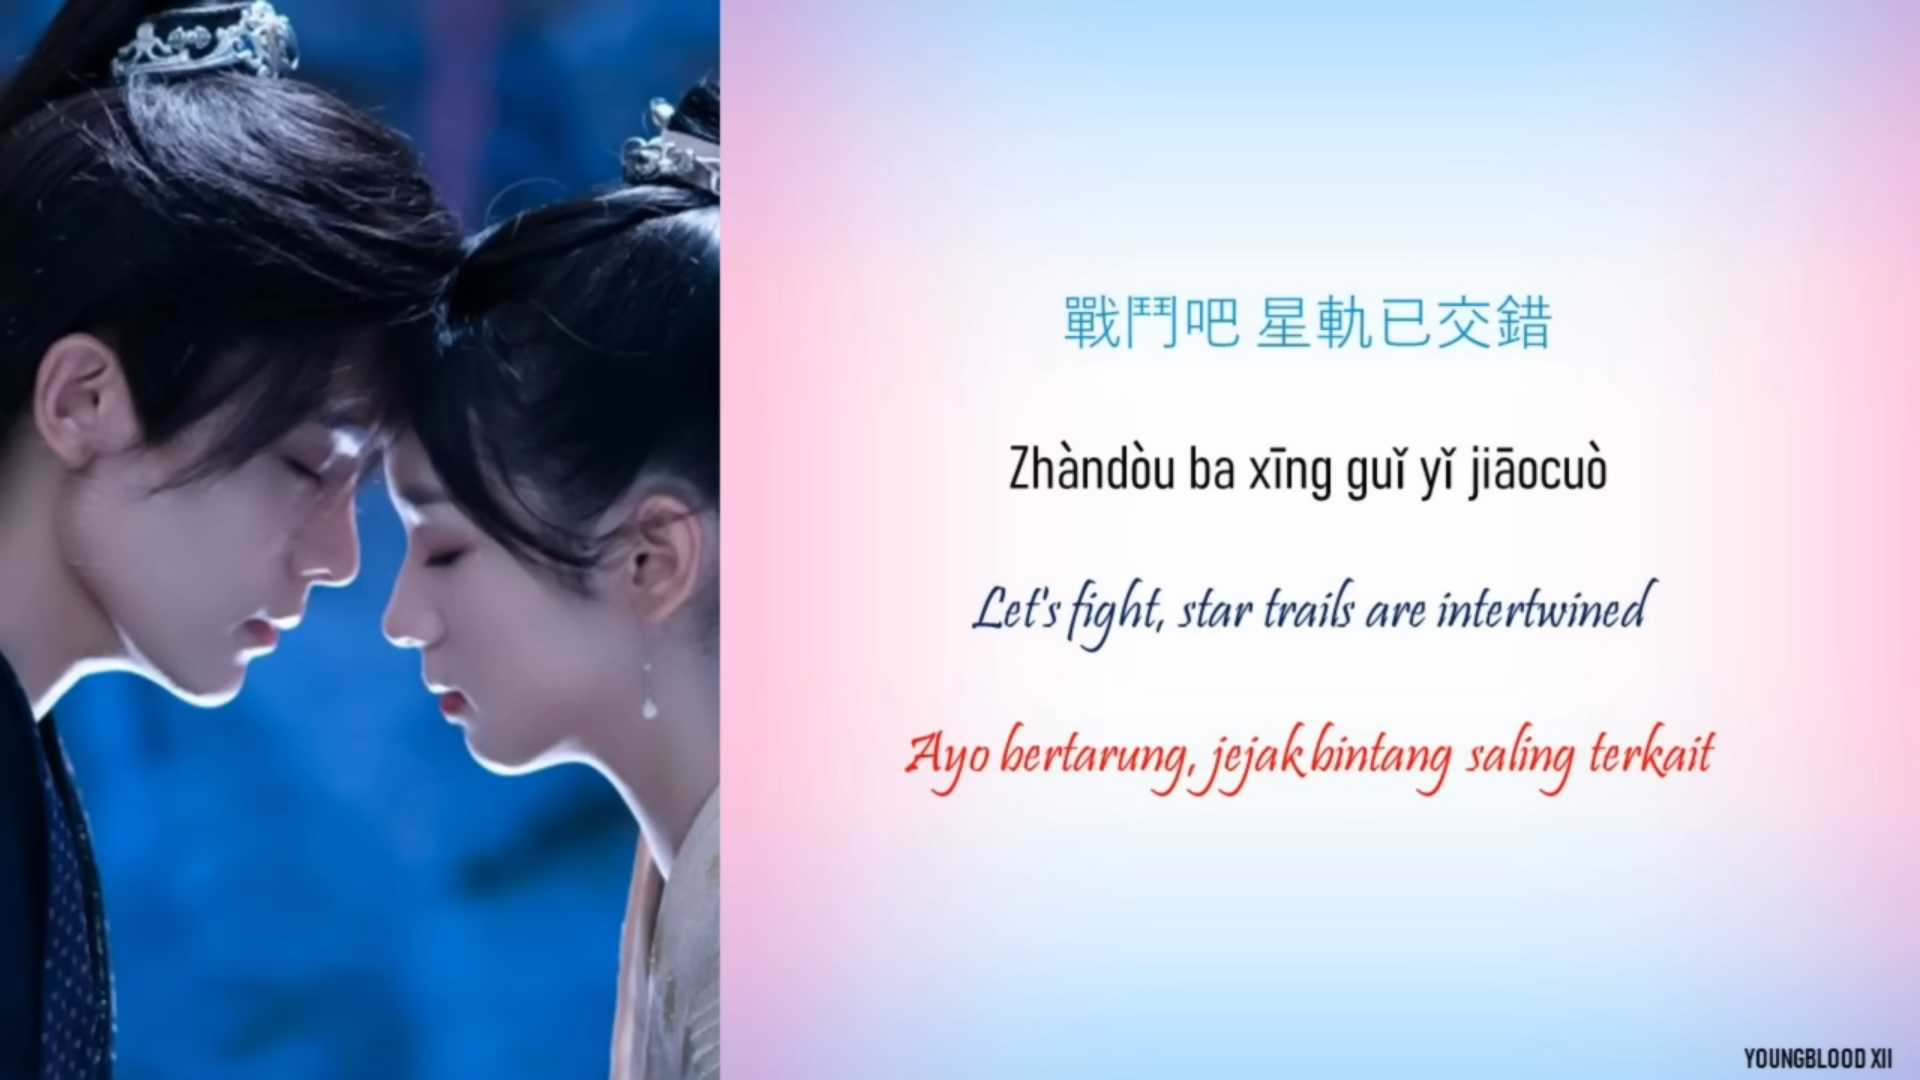 戰鬥吧 星軌已交錯
Zhàndòu ba xīng guǐ yǐ jiāocuò
Let's fight, star trails are intertwined
Ayo bertarung, jejak bintang saling terkait
YOUNGBLOOD XII